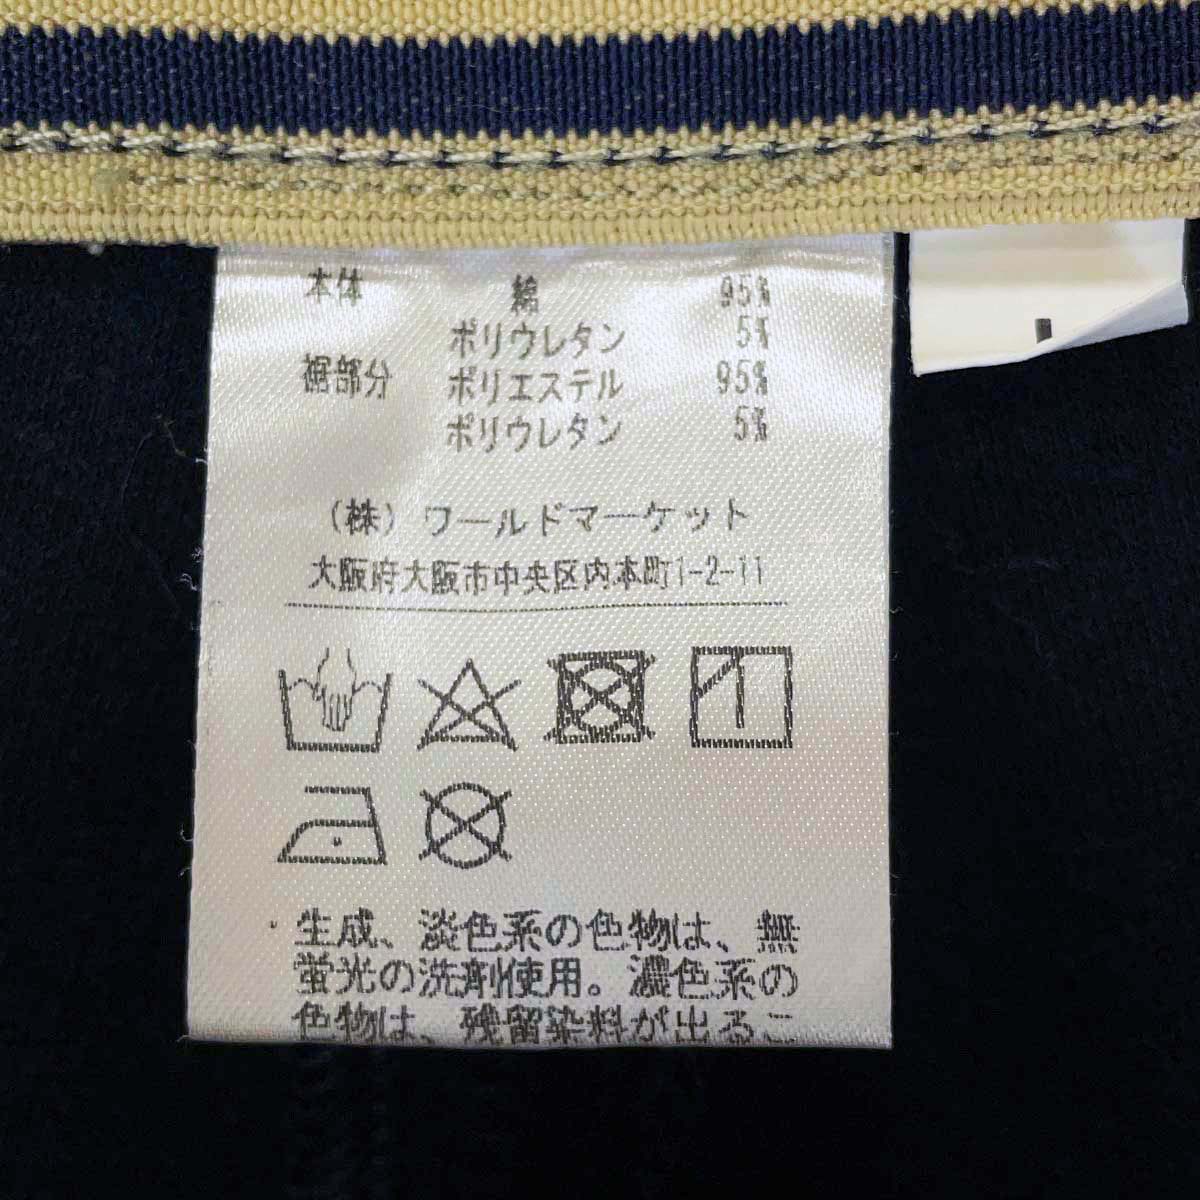 本体 綿 95%
ポリウレタン 5%
裾部分 ポリエステル 95%
ポリウレタン 5%
(株) ワールドマーケット
大阪府大阪市中央区内本町1-2-11
生成、淡色系の色物は、無
蛍光の洗剤使用。濃色系の
色物は、残留染料が出るこ